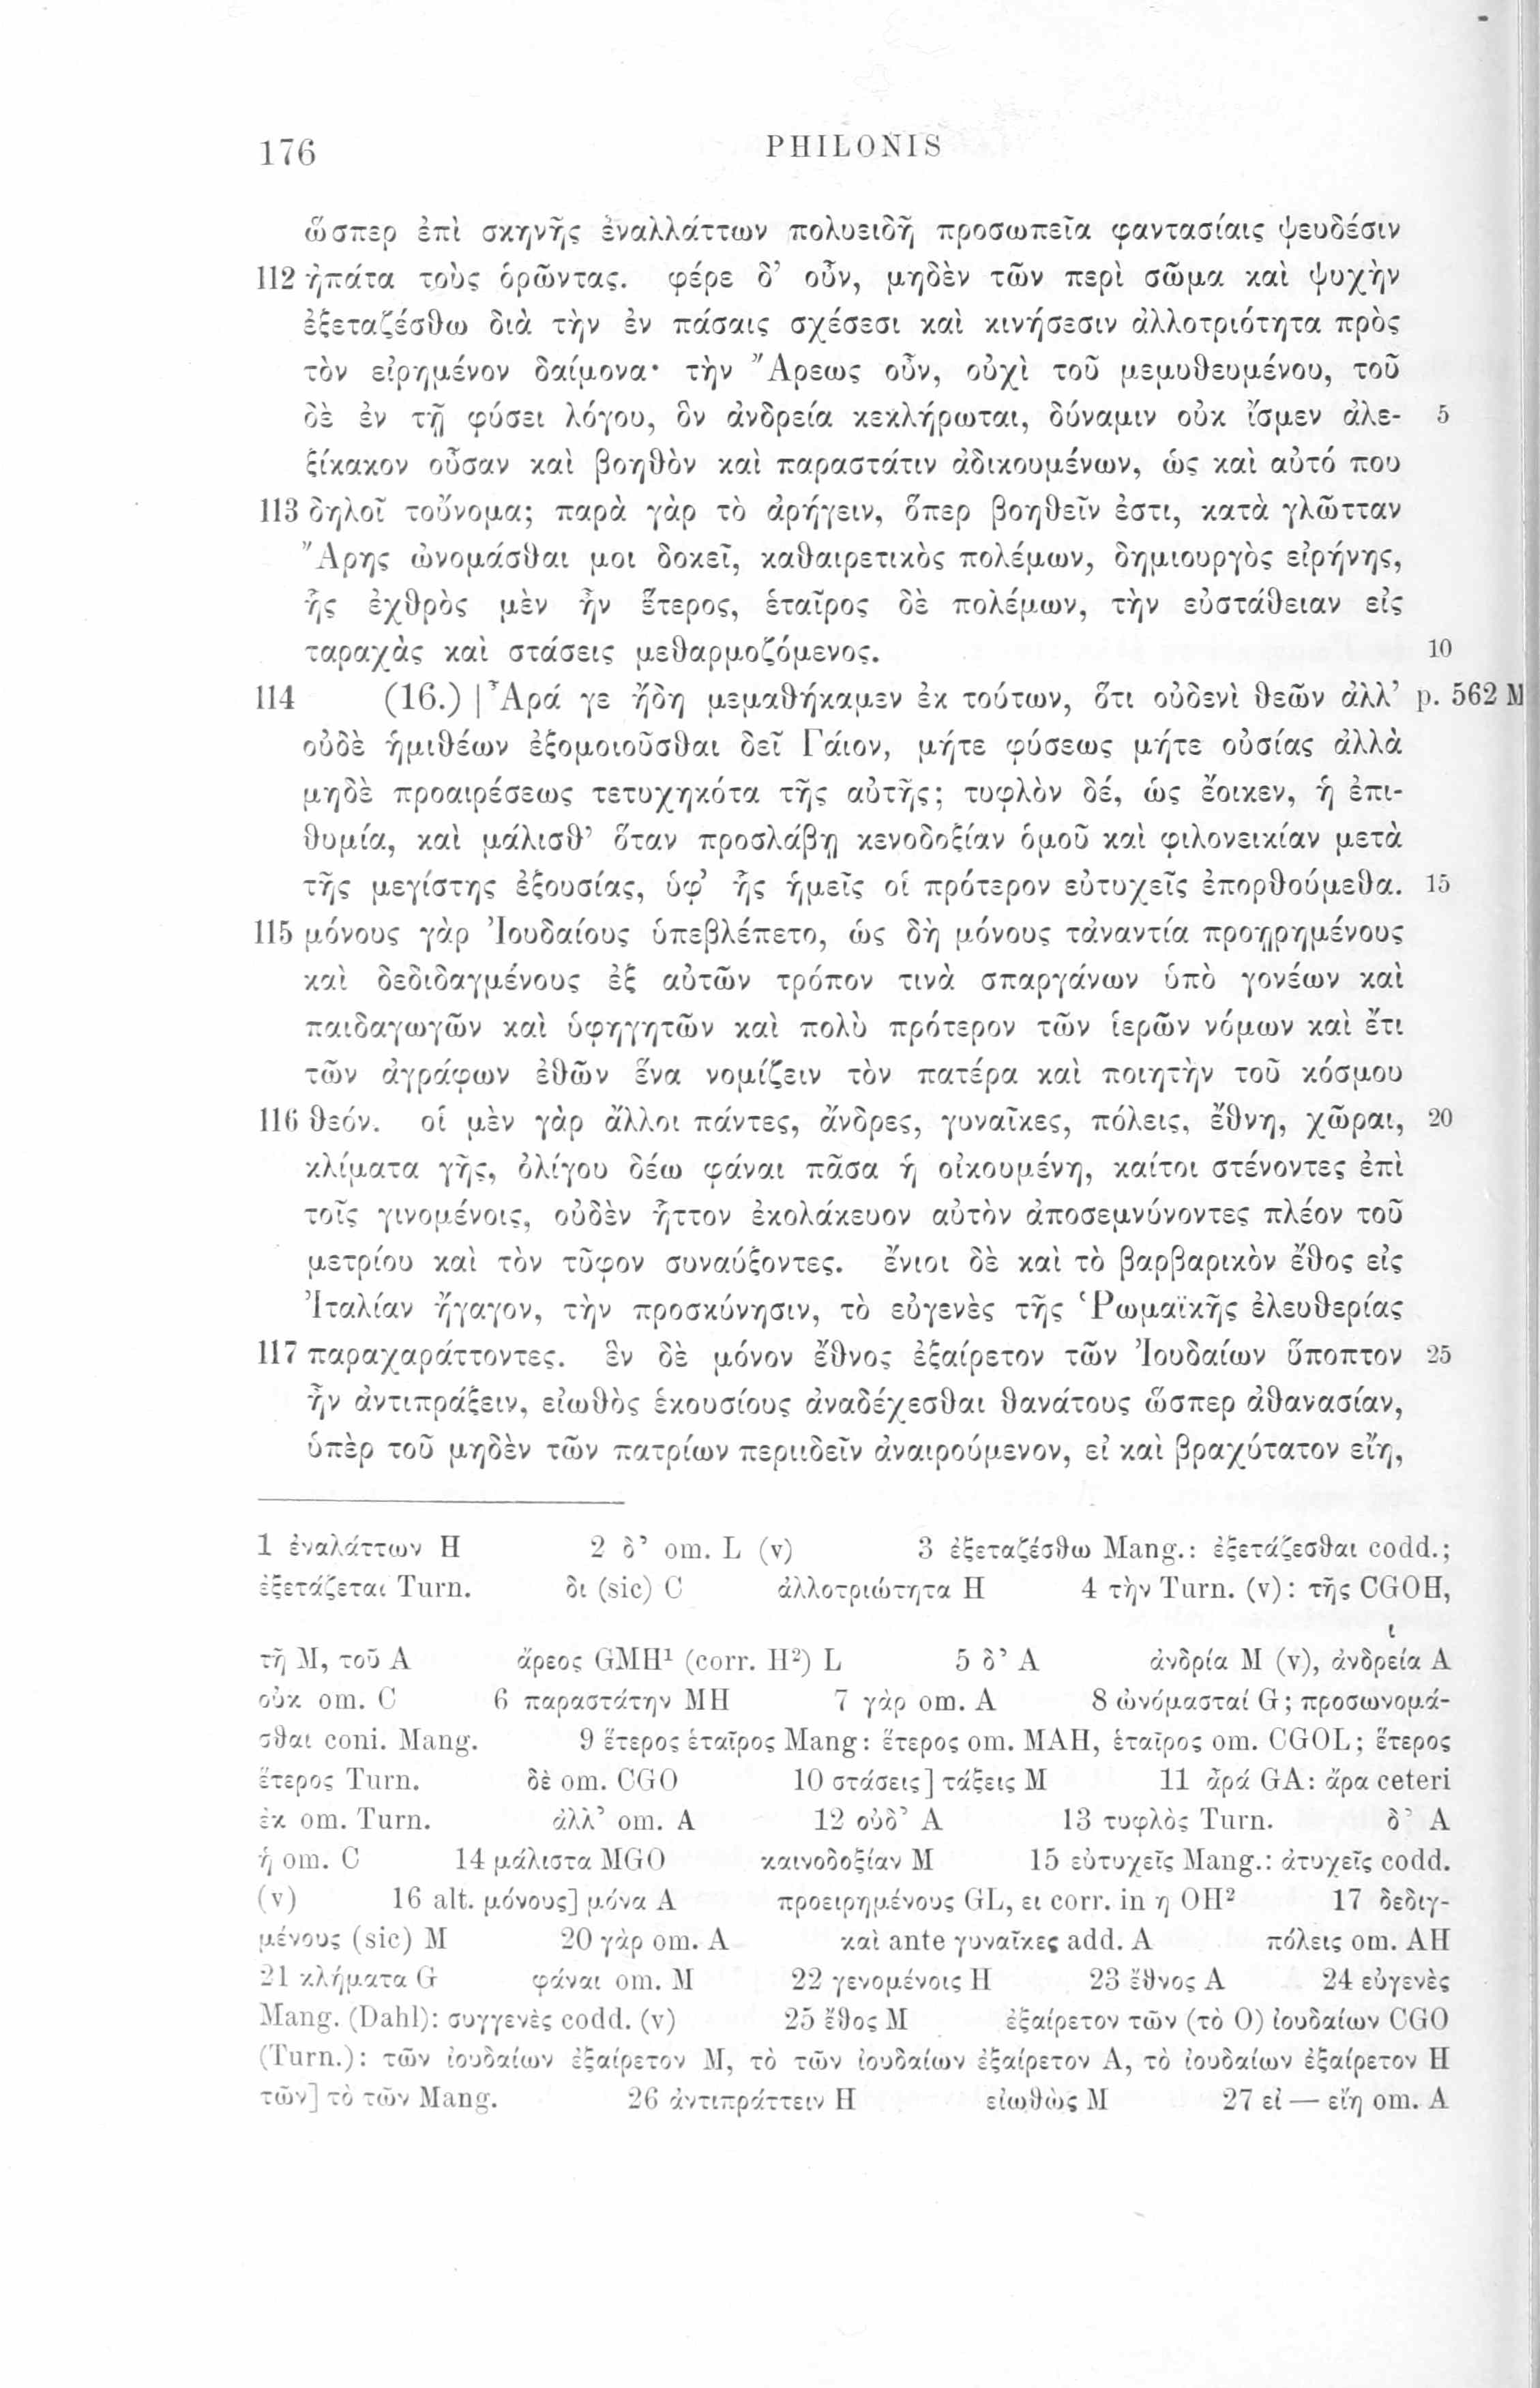 176 PHILONIS
ὥσπερ ἐπὶ σκηνῆς ἐναλλάττων πολυειδῆ προσωπεῖα φαντασίαις ψευδέσιν
112 ἠπάτα τοὺς ὁρῶντας. φέρε δ’ οὖν, μηδὲν τῶν περὶ σῶμα καὶ ψυχὴν
ἐξεταζέσθω διὰ τὴν ἐν πάσαις σχέσεσι καὶ κινήσεσιν ἀλλοτριότητα πρὸς
τὸν εἰρημένον δαίμονα· τὴν Ἄρεως οὖν, οὐχὶ τοῦ μεμυθευμένου, τοῦ
δὲ ἐν τῇ φύσει λόγου, ὃν ἀνδρεία κεκλήρωται, δύναμιν οὐκ ἴσμεν ἀλε- 5
ξίκακον οὖσαν καὶ βοηθὸν καὶ παραστάτιν ἀδικουμένων, ὡς καὶ αὐτό που
113 δηλοῖ τοὔνομα; παρὰ γὰρ τὸ ἀρήγειν, ὅπερ βοηθεῖν ἐστι, κατὰ γλῶτταν
Ἄρης ὠνομάσθαι μοι δοκεῖ, καθαιρετικὸς πολέμων, δημιουργὸς εἰρήνης,
ἧς ἐχθρὸς μὲν ἦν ἕτερος, ἑταῖρος δὲ πολέμων, τὴν εὐστάθειαν εἰς
ταραχὰς καὶ στάσεις μεθαρμοζόμενος. 10
114 (16.) | Ἆρά γε ἤδη μεμαθήκαμεν ἐκ τούτων, ὅτι οὐδενὶ θεῶν ἀλλ’ p. 562 M
οὐδὲ ἡμιθέων ἐξομοιοῦσθαι δεῖ Γάιον, μήτε φύσεως μήτε οὐσίας ἀλλὰ
μηδὲ προαιρέσεως τετυχηκότα τῆς αὐτῆς; τυφλὸν δέ, ὡς ἔοικεν, ἡ ἐπι-
θυμία, καὶ μάλισθ’ ὅταν προσλάβῃ κενοδοξίαν ὁμοῦ καὶ φιλονεικίαν μετὰ
τῆς μεγίστης ἐξουσίας, ὑφ’ ἧς ἡμεῖς οἱ πρότερον εὐτυχεῖς ἐπορθούμεθα. 15
115 μόνους γὰρ Ἰουδαίους ὑπεβλέπετο, ὡς δὴ μόνους τἀναντία προῃρημένους
καὶ δεδιδαγμένους ἐξ αὐτῶν τρόπον τινὰ σπαργάνων ὑπὸ γονέων καὶ
παιδαγωγῶν καὶ ὑφηγητῶν καὶ πολὺ πρότερον τῶν ἱερῶν νόμων καὶ ἔτι
τῶν ἀγράφων ἐθῶν ἕνα νομίζειν τὸν πατέρα καὶ ποιητὴν τοῦ κόσμου
116 θεόν. οἱ μὲν γὰρ ἄλλοι πάντες, ἄνδρες, γυναῖκες, πόλεις, ἔθνη, χῶραι, 20
κλίματα γῆς, ὀλίγου δέω φάναι πᾶσα ἡ οἰκουμένη, καίτοι στένοντες ἐπὶ
τοῖς γινομένοις, οὐδὲν ἧττον ἐκολάκευον αὐτὸν ἀποσεμνύνοντες πλέον τοῦ
μετρίου καὶ τὸν τῦφον συναύξοντες. ἔνιοι δὲ καὶ τὸ βαρβαρικὸν ἔθος εἰς
Ἰταλίαν ἤγαγον, τὴν προσκύνησιν, τὸ εὐγενὲς τῆς Ῥωμαϊκῆς ἐλευθερίας
117 παραχαράττοντες. ἓν δὲ μόνον ἔθνος ἐξαίρετον τῶν Ἰουδαίων ὕποπτον 25
ἦν ἀντιπράξειν, εἰωθὸς ἑκουσίους ἀναδέχεσθαι θανάτους ὥσπερ ἀθανασίαν,
ὑπὲρ τοῦ μηδὲν τῶν πατρίων περιιδεῖν ἀναιρούμενον, εἰ καὶ βραχύτατον εἴη,
1 ἐναλάττων H 2 δ’ om. L (v) 3 ἐξεταζέσθω Mang.: ἐξετάζεσθαι codd.;
ἐξετάζεται Turn. δι (sic) C ἀλλοτριώτητα H 4 τὴν Turn. (v): τῆς CGOH,
τῇ M, τοῦ A ἄρεος GMH¹ (corr. H²) L 5 δ’ A ἀνδρία M (v), ἀνδρεία A
οὐκ om. C 6 παραστάτην MH 7 γὰρ om. A 8 ὠνόμασταί G; προσωνομά-
σθαι coni. Mang. 9 ἕτερος ἑταῖρος Mang: ἕτερος om. MAH, ἑταῖρος om. CGOL; ἕτερος
ἕτερος Turn. δὲ om. CGO 10 στάσεις] τάξεις M 11 ἆρά GA: ἄρα ceteri
ἐκ om. Turn. ἀλλ’ om. A 12 οὐδ’ A 13 τυφλὸς Turn. δ’ A
ἡ om. C 14 μάλιστα MGO καινοδοξίαν M 15 εὐτυχεῖς Mang.: ἀτυχεῖς codd.
(v) 16 alt. μόνους] μόνα A προειρημένους GL, ει corr. in η OH² 17 δεδιγ-
μένους (sic) M 20 γὰρ om. A καὶ ante γυναῖκες add. A πόλεις om. AH
21 κλήματα G φάναι om. M 22 γενομένοις H 23 ἔθνος A 24 εὐγενὲς
Mang. (Dahl): συγγενὲς codd. (v) 25 ἔθος M ἐξαίρετον τῶν (τὸ O) ἰουδαίων CGO
(Turn.): τῶν ἰουδαίων ἐξαίρετον M, τὸ τῶν ἰουδαίων ἐξαίρετον A, τὸ ἰουδαίων ἐξαίρετον H
τῶν] τὸ τῶν Mang. 26 ἀντιπράττειν H εἰωθὼς M 27 εἰ — εἴη om. A